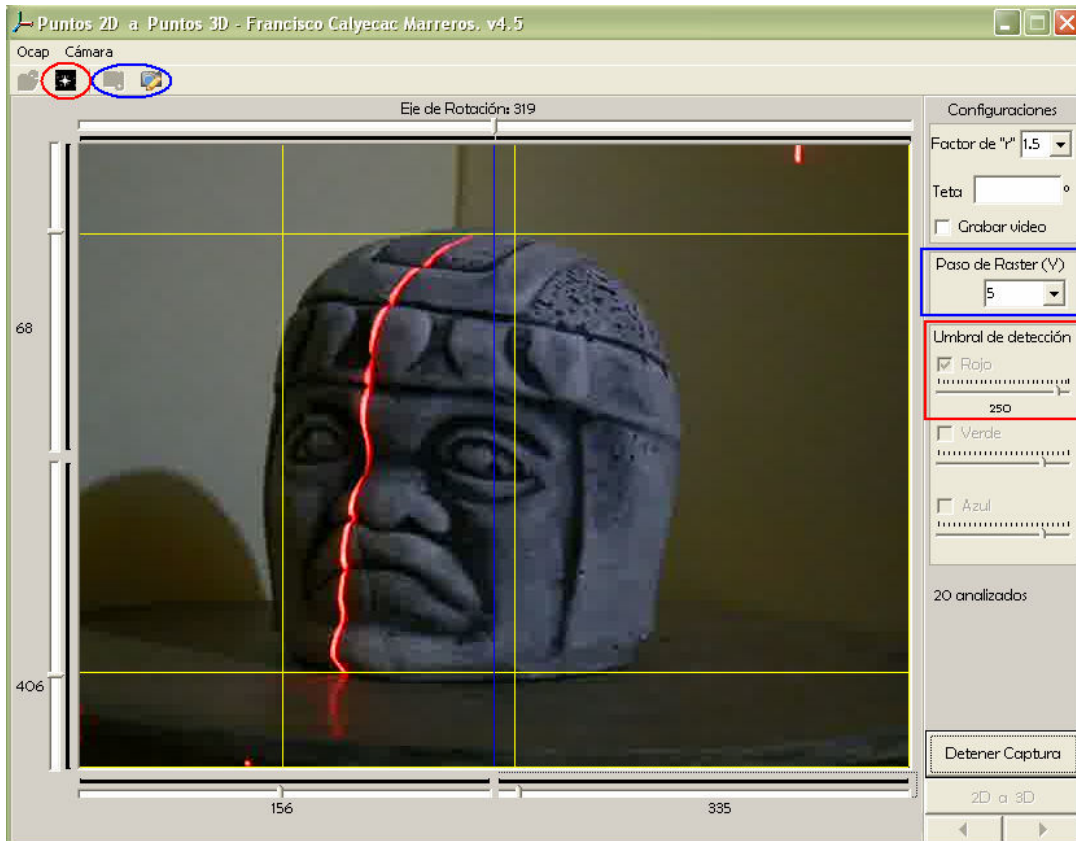 Puntos 2D a Puntos 3D - Francisco Calyecac Marreros. v4.5
Ocap Cámara
Eje de Rotación: 319
Configuraciones
Factor de "r" 1.5
Teta º
Grabar video
Paso de Raster (Y)
5
68
Umbral de detección
Rojo
250
Verde
Azul
20 analizados
406
Detener Captura
156 335
2D a 3D